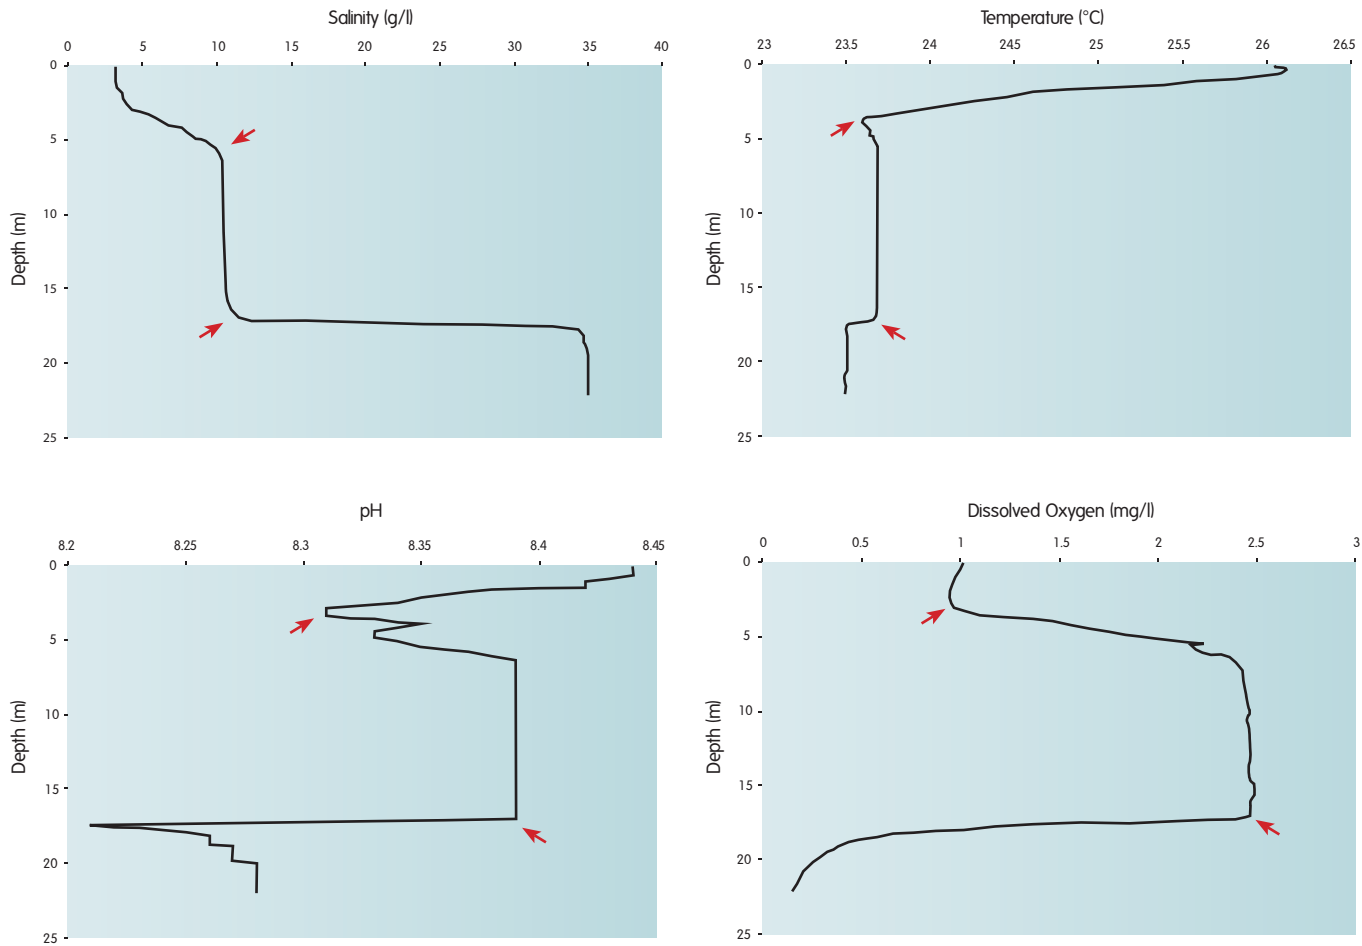 Salinity (g/l)
0 5 10 15 20 25 30 35 40
0
5
10
15
20
25
Depth (m)
Temperature (°C)
23 23.5 24 24.5 25 25.5 26 26.5
0
5
10
15
20
25
Depth (m)
pH
8.2 8.25 8.3 8.35 8.4 8.45
0
5
10
15
20
25
Depth (m)
Dissolved Oxygen (mg/l)
0 0.5 1 1.5 2 2.5 3
0
5
10
15
20
25
Depth (m)